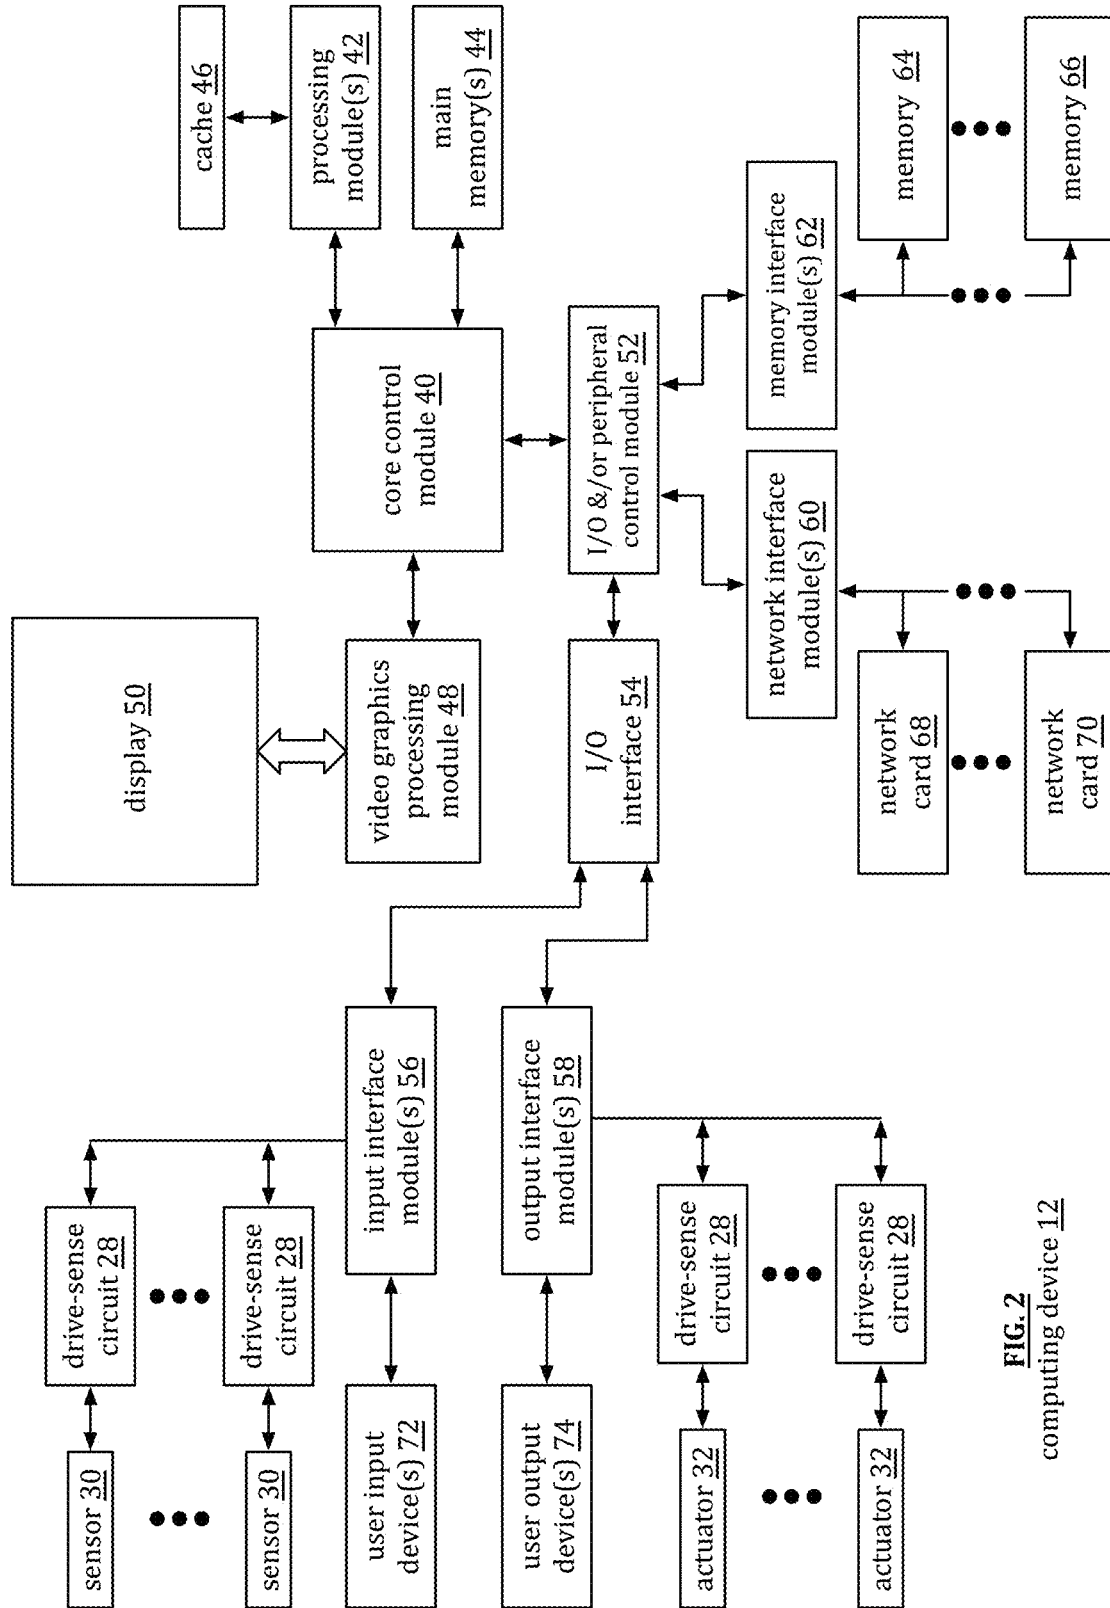 sensor 30
sensor 30
drive-sense
circuit 28
drive-sense
circuit 28
user input
device(s) 72
input interface
module(s) 56
user output
device(s) 74
output interface
module(s) 58
actuator 32
drive-sense
circuit 28
actuator 32
drive-sense
circuit 28
display 50
video graphics
processing
module 48
core control
module 40
cache 46
processing
module(s) 42
main
memory(s) 44
I/O
interface 54
I/O &/or peripheral
control module 52
network interface
module(s) 60
memory interface
module(s) 62
network
card 68
memory 64
network
card 70
memory 66
FIG. 2
computing device 12